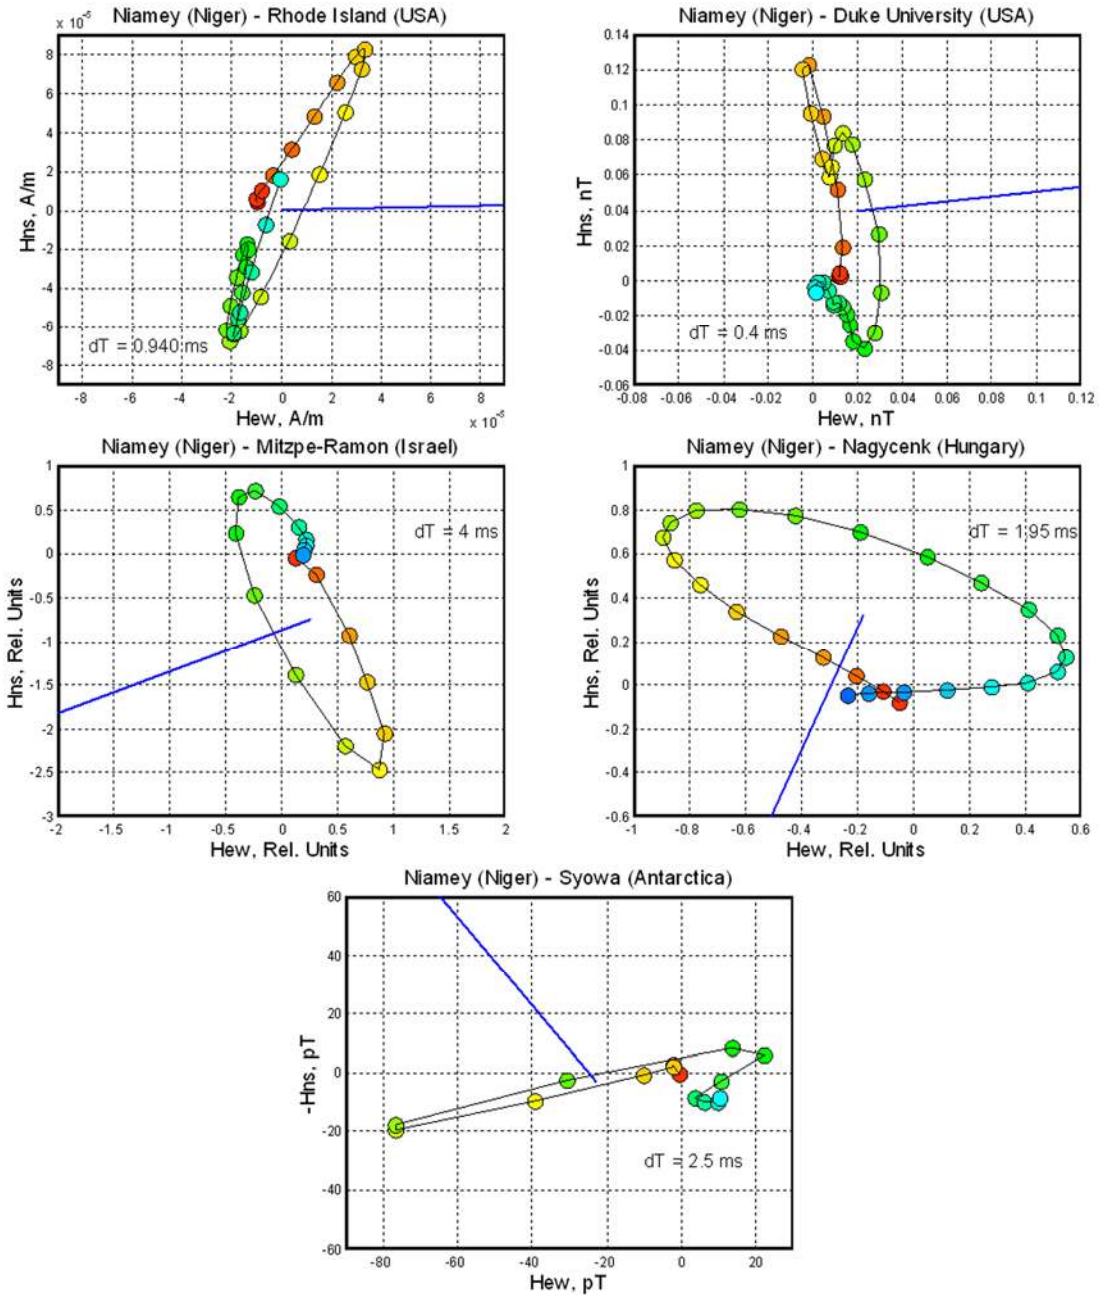 Niamey (Niger) - Rhode Island (USA)
x 10⁻⁵
8
6
4
2
0
-2
-4
-6
-8
Hns, A/m
dT = 0.940 ms
-8 -6 -4 -2 0 2 4 6 8
Hew, A/m
x 10⁻⁵
Niamey (Niger) - Duke University (USA)
0.14
0.12
0.1
0.08
0.06
0.04
0.02
0
-0.02
-0.04
-0.06
Hns, nT
dT = 0.4 ms
-0.08 -0.06 -0.04 -0.02 0 0.02 0.04 0.06 0.08 0.1 0.12
Hew, nT
Niamey (Niger) - Mitzpe-Ramon (Israel)
1
0.5
0
-0.5
-1
-1.5
-2
-2.5
-3
Hns, Rel. Units
dT = 4 ms
-2 -1.5 -1 -0.5 0 0.5 1 1.5 2
Hew, Rel. Units
Niamey (Niger) - Nagycenk (Hungary)
1
0.8
0.6
0.4
0.2
0
-0.2
-0.4
-0.6
Hns, Rel. Units
dT = 1.95 ms
-1 -0.8 -0.6 -0.4 -0.2 0 0.2 0.4 0.6
Hew, Rel. Units
Niamey (Niger) - Syowa (Antarctica)
60
40
20
0
-20
-40
-60
-Hns, pT
dT = 2.5 ms
-80 -60 -40 -20 0 20
Hew, pT